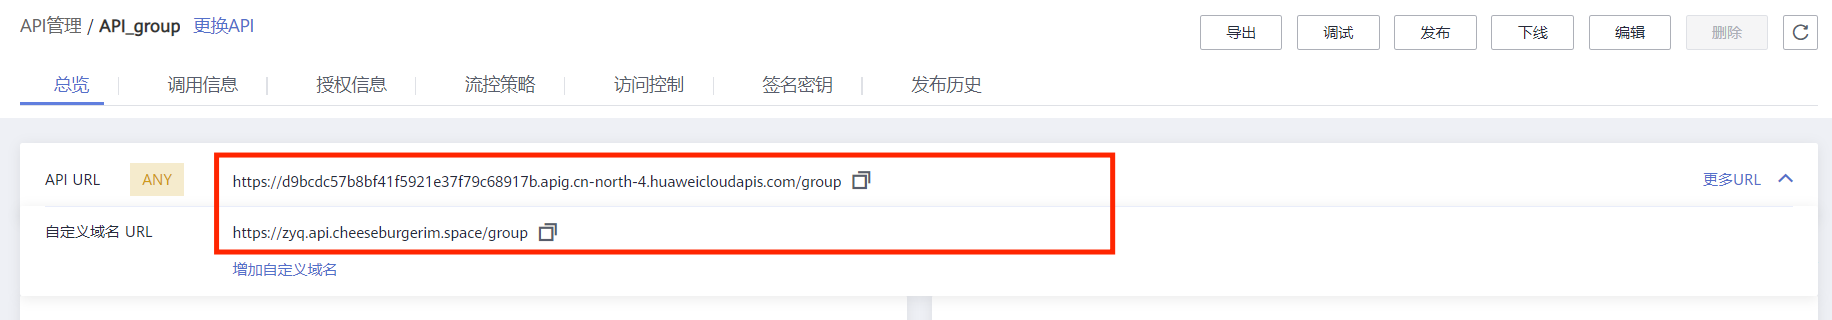 API管理 / API_group 更换API
导出 调试 发布 下线 编辑 删除
总览 调用信息 授权信息 流控策略 访问控制 签名密钥 发布历史
API URL ANY https://d9bcdc57b8bf41f5921e37f79c68917b.apig.cn-north-4.huaweicloudapis.com/group 更多URL
自定义域名 URL https://zyq.api.cheeseburgerim.space/group
增加自定义域名